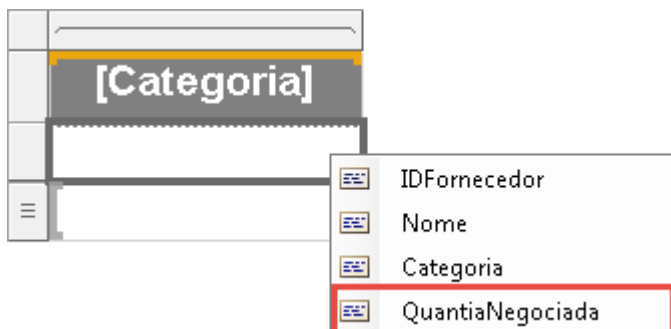 [Categoria]
IDFornecedor
Nome
Categoria
QuantiaNegociada